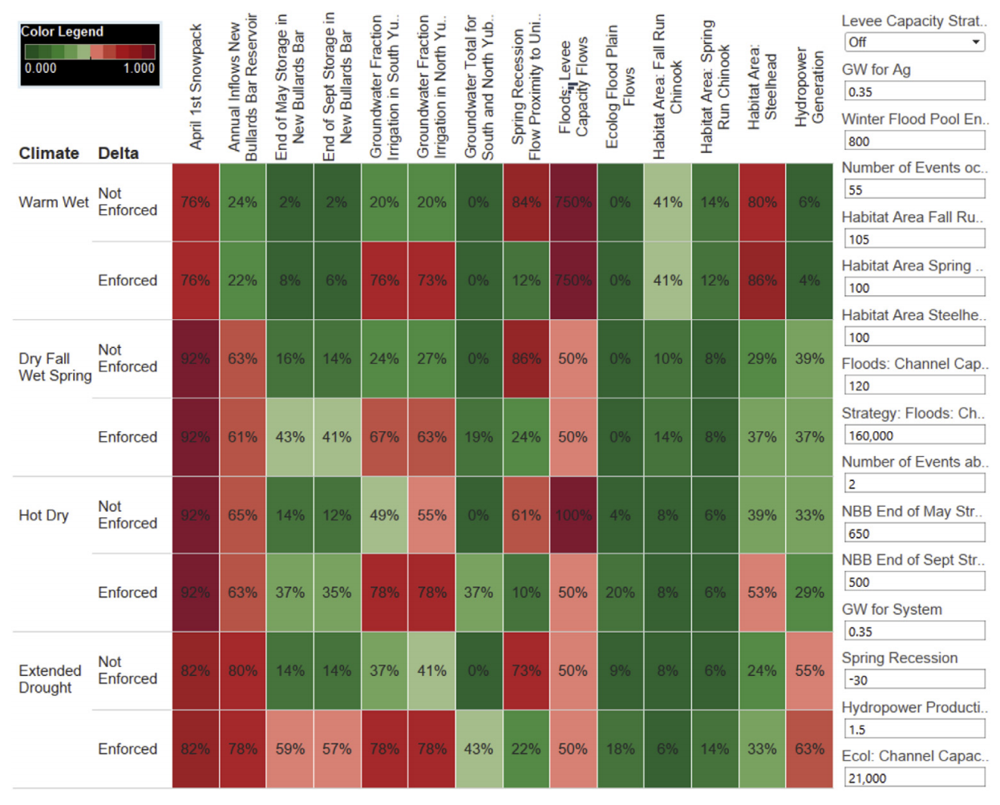 Color Legend
0.000 1.000
Climate Delta
April 1st Snowpack
Annual Inflows New
Bullards Bar Reservoir
End of May Storage in
New Bullards Bar
End of Sept Storage in
New Bullards Bar
Groundwater Fraction
Irrigation in South Yu..
Groundwater Fraction
Irrigation in North Yu..
Groundwater Total for
South and North Yub..
Spring Recession
Flow Proximity to Uni..
Floods: Levee
Capacity Flows
Ecolog Flood Plain
Flows
Habitat Area: Fall Run
Chinook
Habitat Area: Spring
Run Chinook
Habitat Area:
Steelhead
Hydropower
Generation
Warm Wet
Not
Enforced
76% 24% 2% 2% 20% 20% 0% 84% 750% 0% 41% 14% 80% 6%
Enforced 76% 22% 8% 6% 76% 73% 0% 12% 750% 0% 41% 12% 86% 4%
Dry Fall
Wet Spring
Not
Enforced
92% 63% 16% 14% 24% 27% 0% 86% 50% 0% 10% 8% 29% 39%
Enforced 92% 61% 43% 41% 67% 63% 19% 24% 50% 0% 14% 8% 37% 37%
Hot Dry
Not
Enforced
92% 65% 14% 12% 49% 55% 0% 61% 100% 4% 8% 6% 39% 33%
Enforced 92% 63% 37% 35% 78% 78% 37% 10% 50% 20% 8% 6% 53% 29%
Extended
Drought
Not
Enforced
82% 80% 14% 14% 37% 41% 0% 73% 50% 9% 8% 6% 24% 55%
Enforced 82% 78% 59% 57% 78% 78% 43% 22% 50% 18% 6% 14% 33% 63%
Levee Capacity Strat..
Off
GW for Ag
0.35
Winter Flood Pool En..
800
Number of Events oc..
55
Habitat Area Fall Ru..
105
Habitat Area Spring ..
100
Habitat Area Steelhe..
100
Floods: Channel Cap..
120
Strategy: Floods: Ch..
160,000
Number of Events ab..
2
NBB End of May Str..
650
NBB End of Sept Str..
500
GW for System
0.35
Spring Recession
-30
Hydropower Producti..
1.5
Ecol: Channel Capac..
21,000